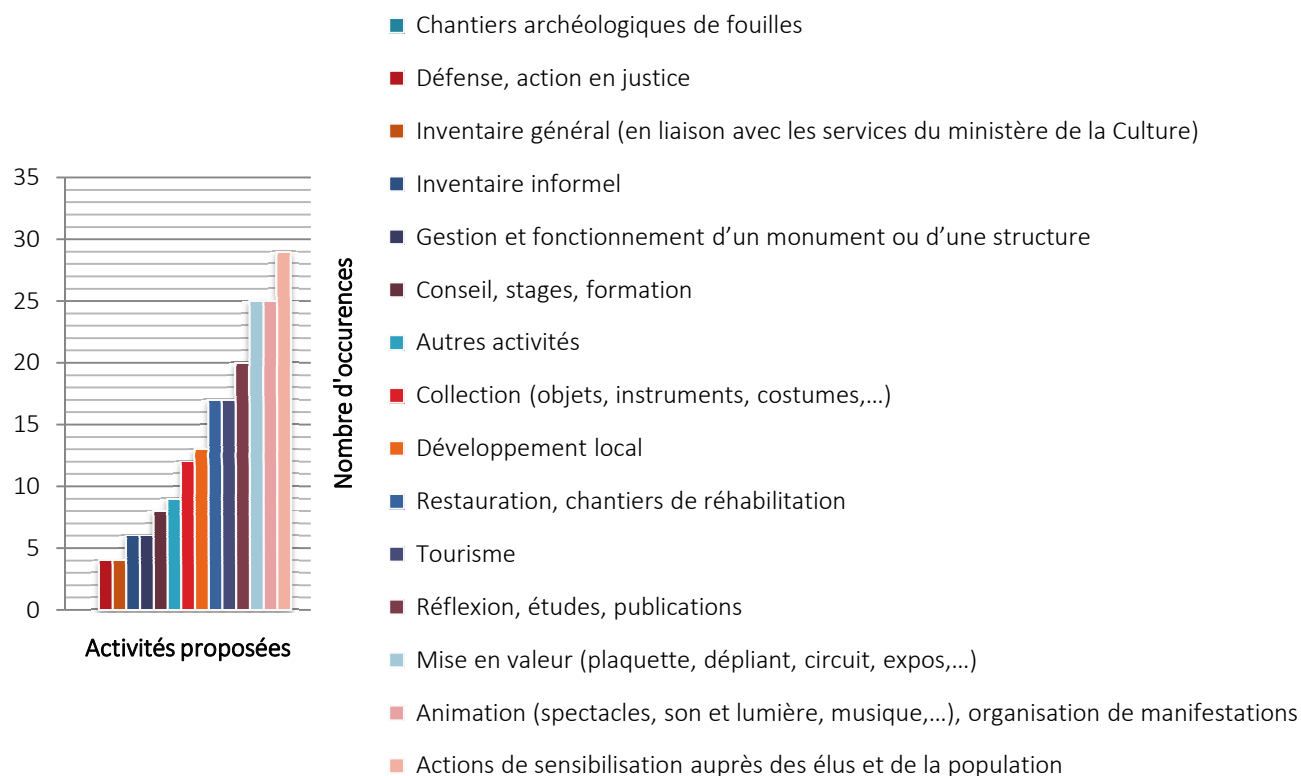 35
30
25
20
15
10
5
0
Activités proposées
Nombre d'occurences
Chantiers archéologiques de fouilles
Défense, action en justice
Inventaire général (en liaison avec les services du ministère de la Culture)
Inventaire informel
Gestion et fonctionnement d’un monument ou d’une structure
Conseil, stages, formation
Autres activités
Collection (objets, instruments, costumes,…)
Développement local
Restauration, chantiers de réhabilitation
Tourisme
Réflexion, études, publications
Mise en valeur (plaquette, dépliant, circuit, expos,…)
Animation (spectacles, son et lumière, musique,…), organisation de manifestations
Actions de sensibilisation auprès des élus et de la population